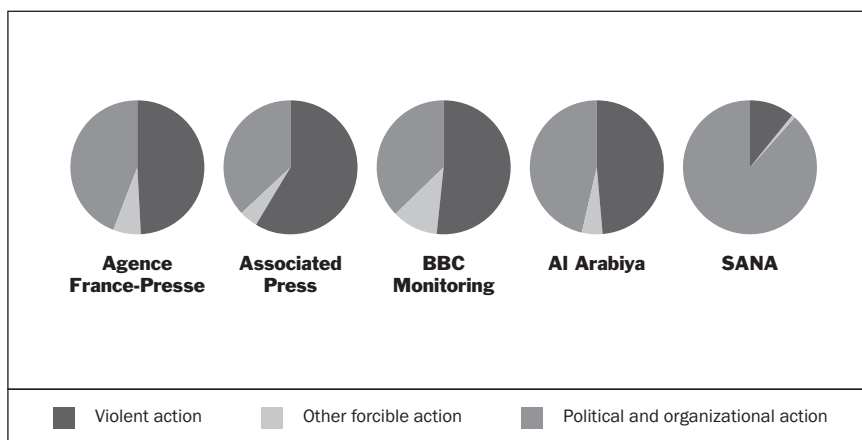 Agence
France-Presse
Associated
Press
BBC
Monitoring
Al Arabiya
SANA
Violent action
Other forcible action
Political and organizational action